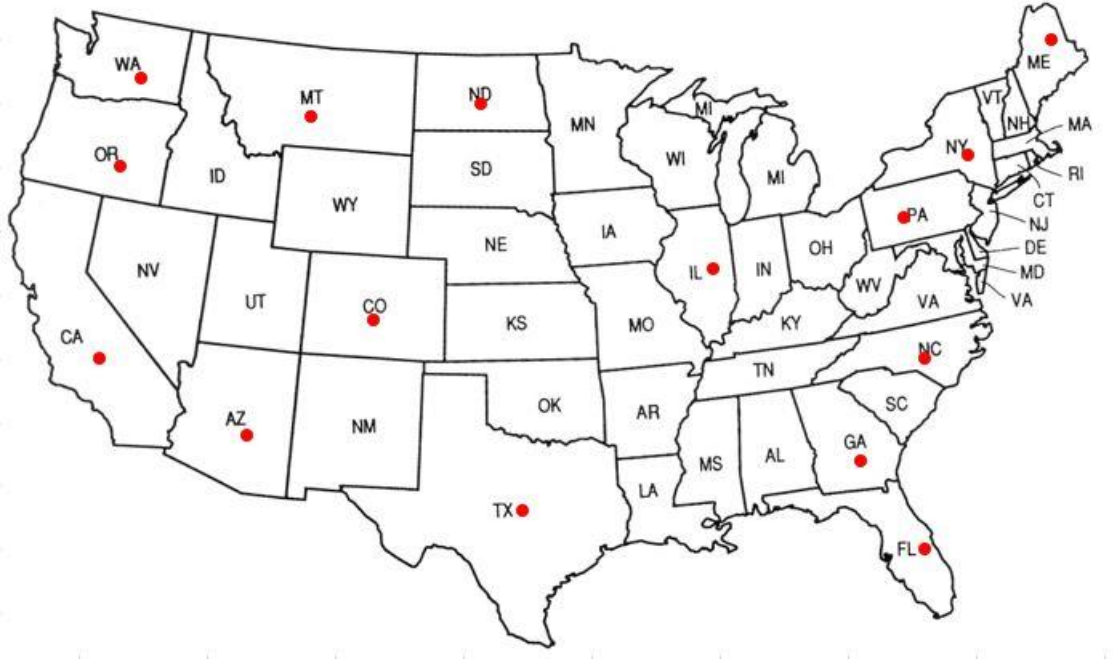 WA
MT
ND
MN
OR
ID
WY
SD
WI
MI
MI
ME
VT
NH
MA
NY
RI
CT
NJ
PA
DE
MD
VA
NV
UT
CO
NE
IA
IL
IN
OH
WV
VA
CA
KS
MO
KY
NC
TN
AZ
NM
OK
AR
SC
MS
AL
GA
TX
LA
FL